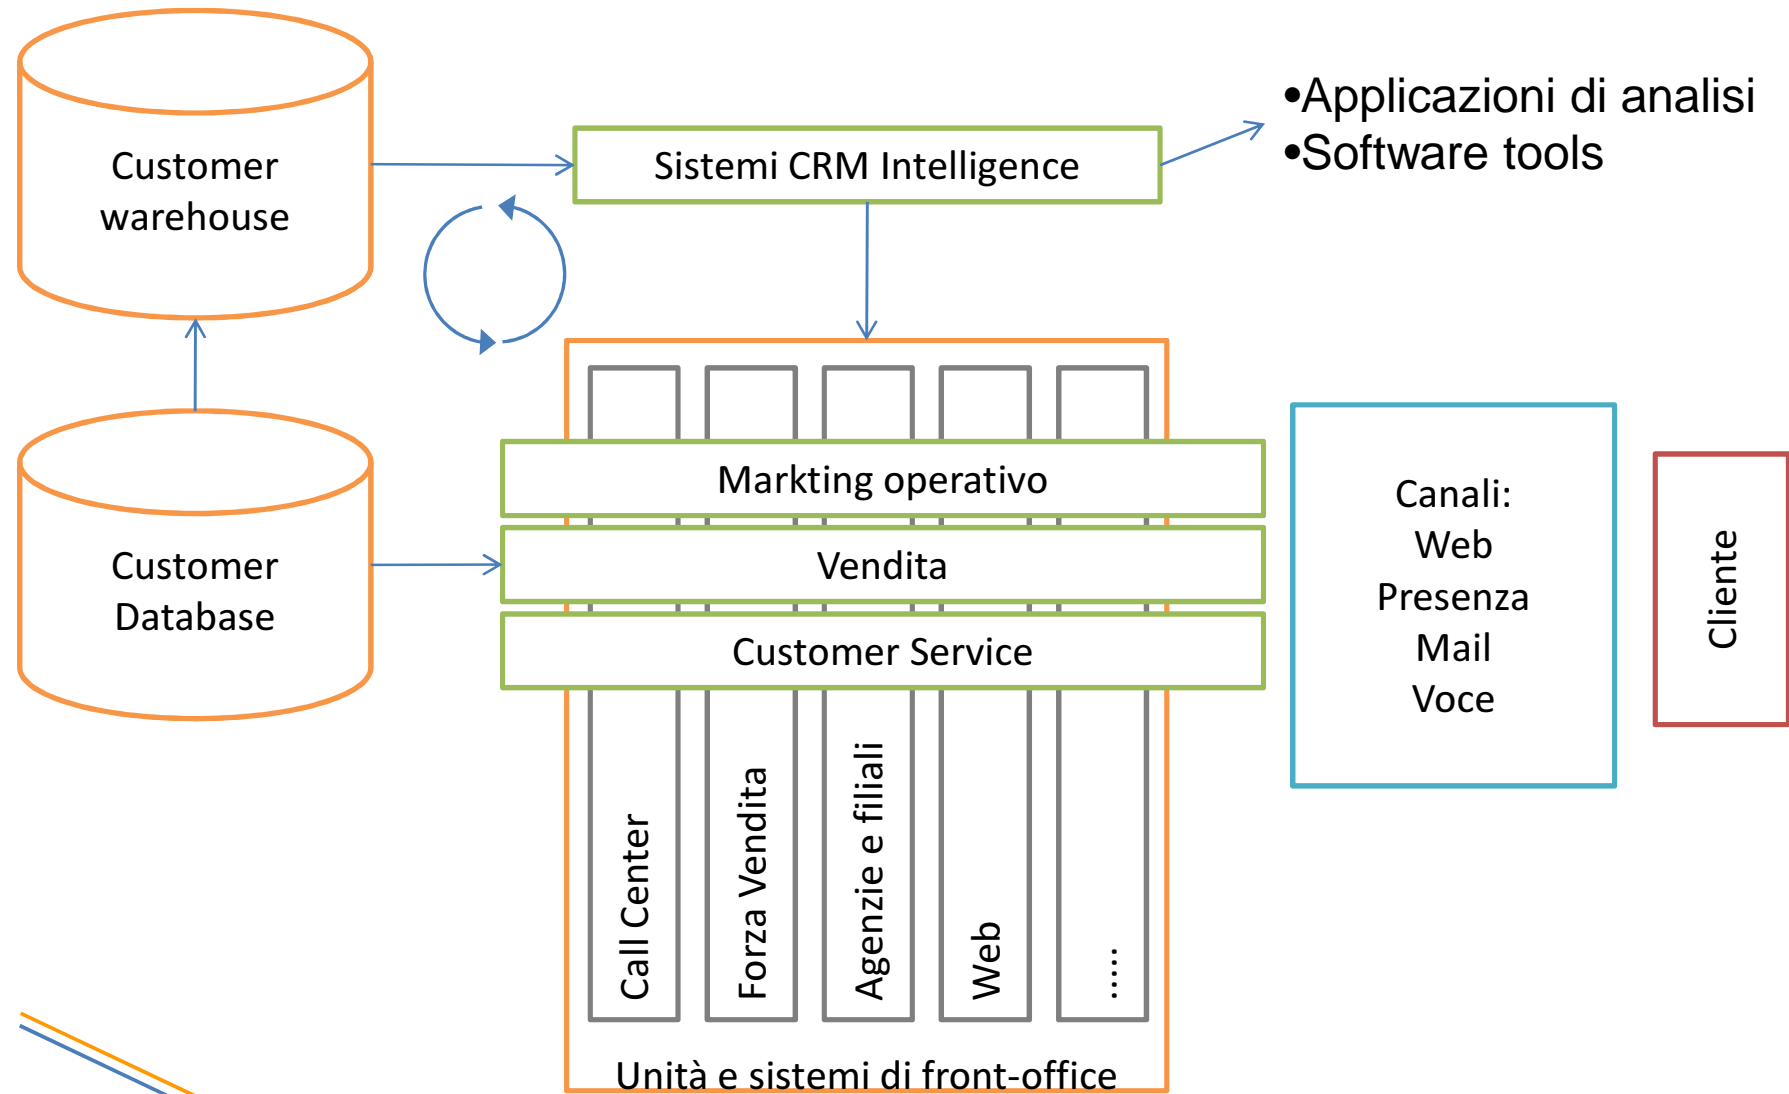 Customer
warehouse
Sistemi CRM Intelligence
•Applicazioni di analisi
•Software tools
Customer
Database
Markting operativo
Vendita
Customer Service
Call Center
Forza Vendita
Agenzie e filiali
Web
.....
Unità e sistemi di front-office
Canali:
Web
Presenza
Mail
Voce
Cliente